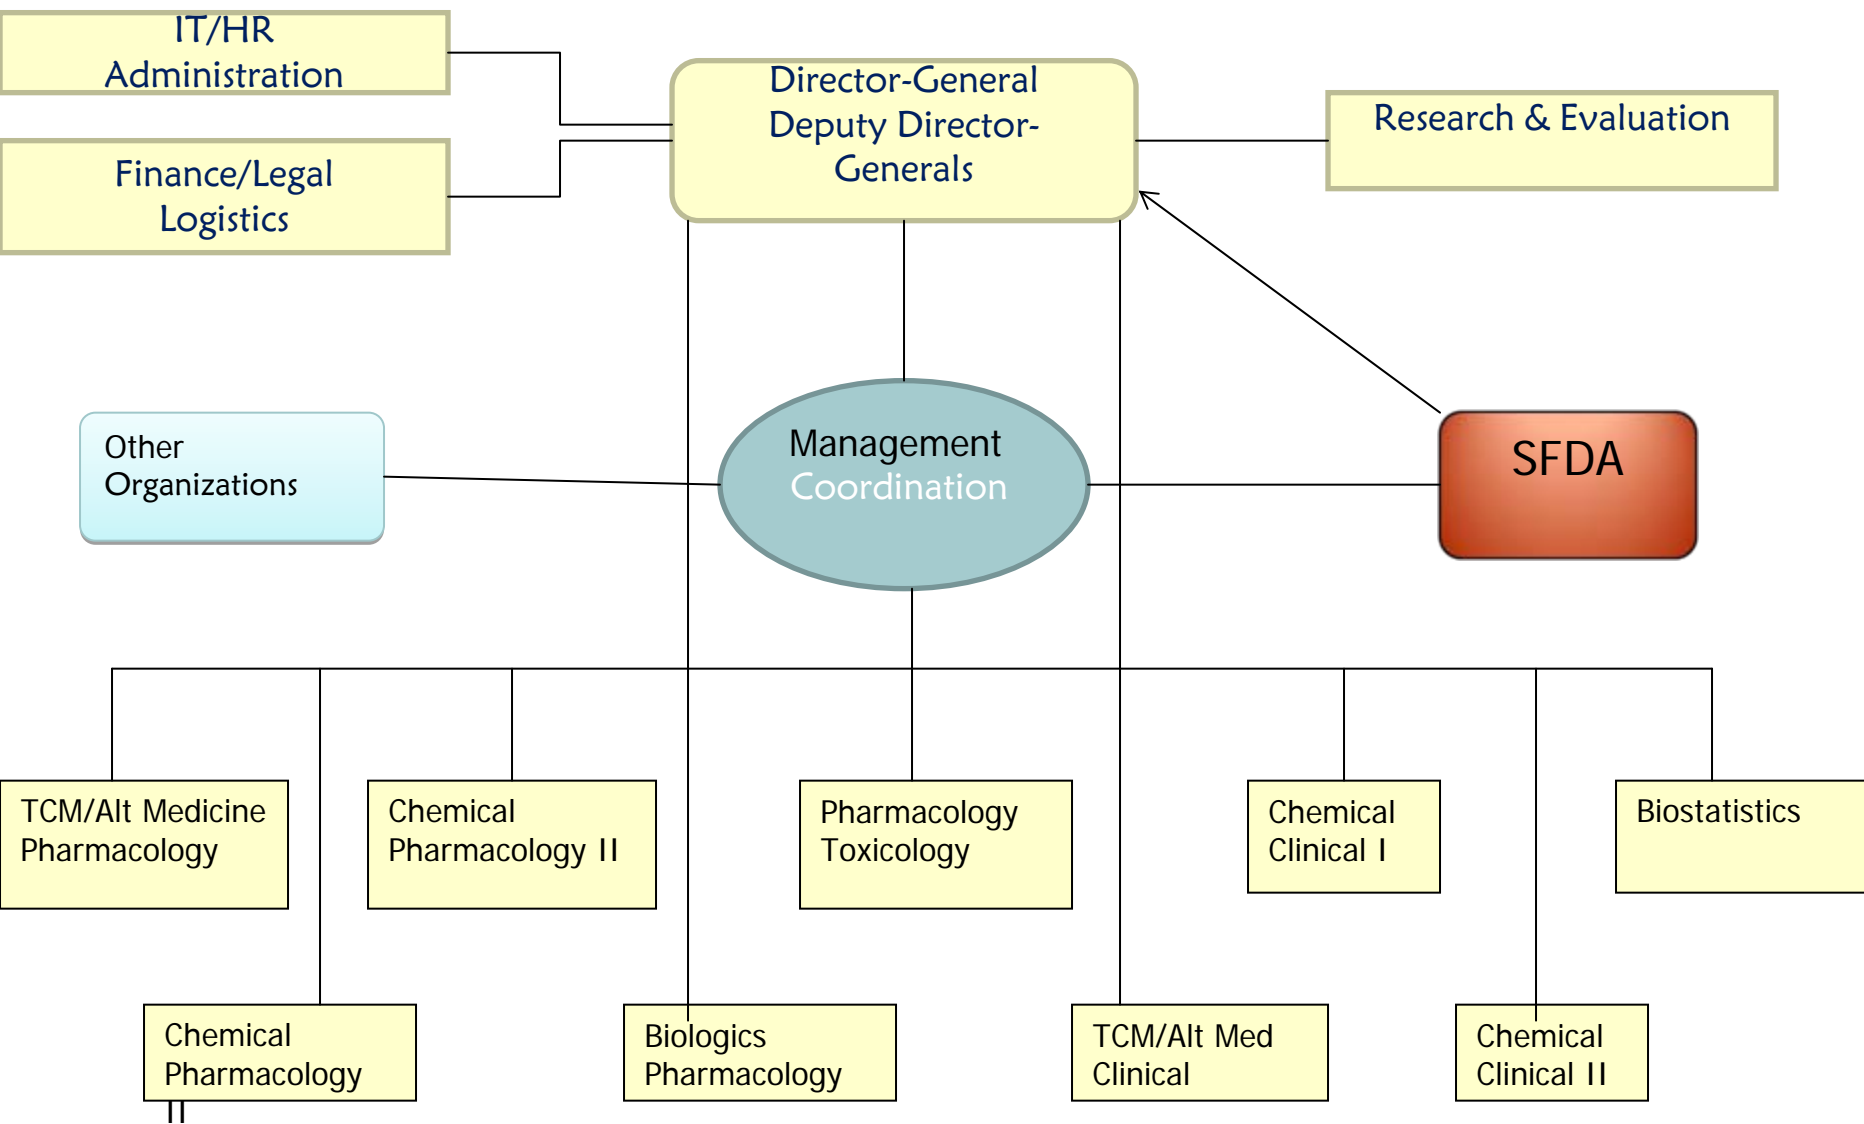 IT/HR
Administration
Director-General
Deputy Director-
Generals
Research & Evaluation
Finance/Legal
Logistics
Other
Organizations
Management
Coordination
SFDA
TCM/Alt Medicine
Pharmacology
Chemical
Pharmacology II
Pharmacology
Toxicology
Chemical
Clinical I
Biostatistics
Chemical
Pharmacology
II
Biologics
Pharmacology
TCM/Alt Med
Clinical
Chemical
Clinical II